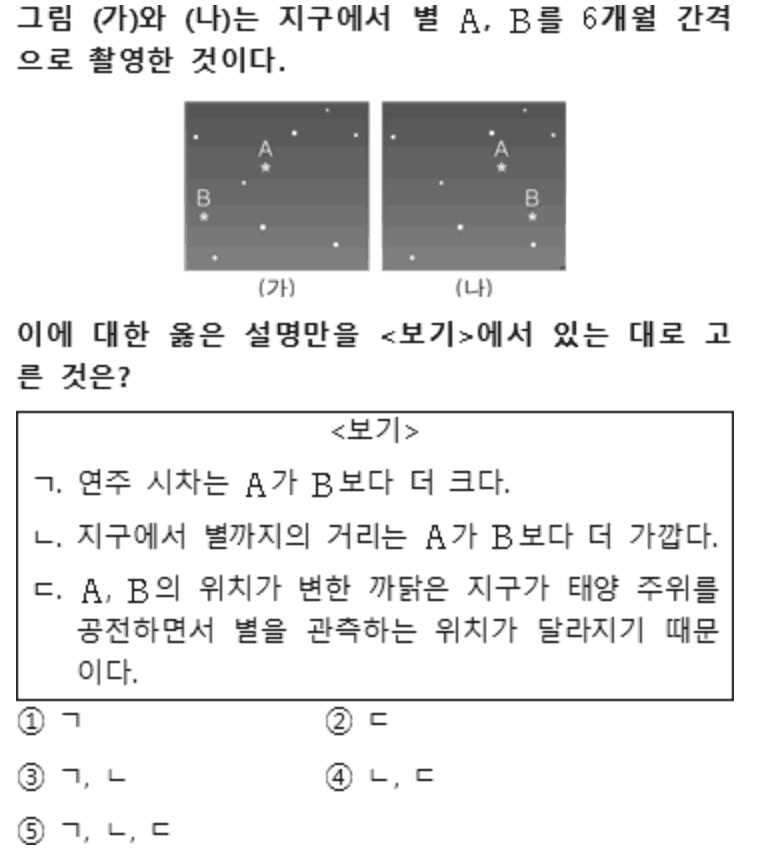 그림 (가)와 (나)는 지구에서 별 A, B를 6개월 간격
으로 촬영한 것이다.
A
B
A
B
(가)
(나)
이에 대한 옳은 설명만을 <보기>에서 있는 대로 고
른 것은?
<보기>
ㄱ. 연주 시차는 A가 B보다 더 크다.
ㄴ. 지구에서 별까지의 거리는 A가 B보다 더 가깝다.
ㄷ. A, B의 위치가 변한 까닭은 지구가 태양 주위를
공전하면서 별을 관측하는 위치가 달라지기 때문
이다.
① ㄱ ② ㄷ
③ ㄱ, ㄴ ④ ㄴ, ㄷ
⑤ ㄱ, ㄴ, ㄷ